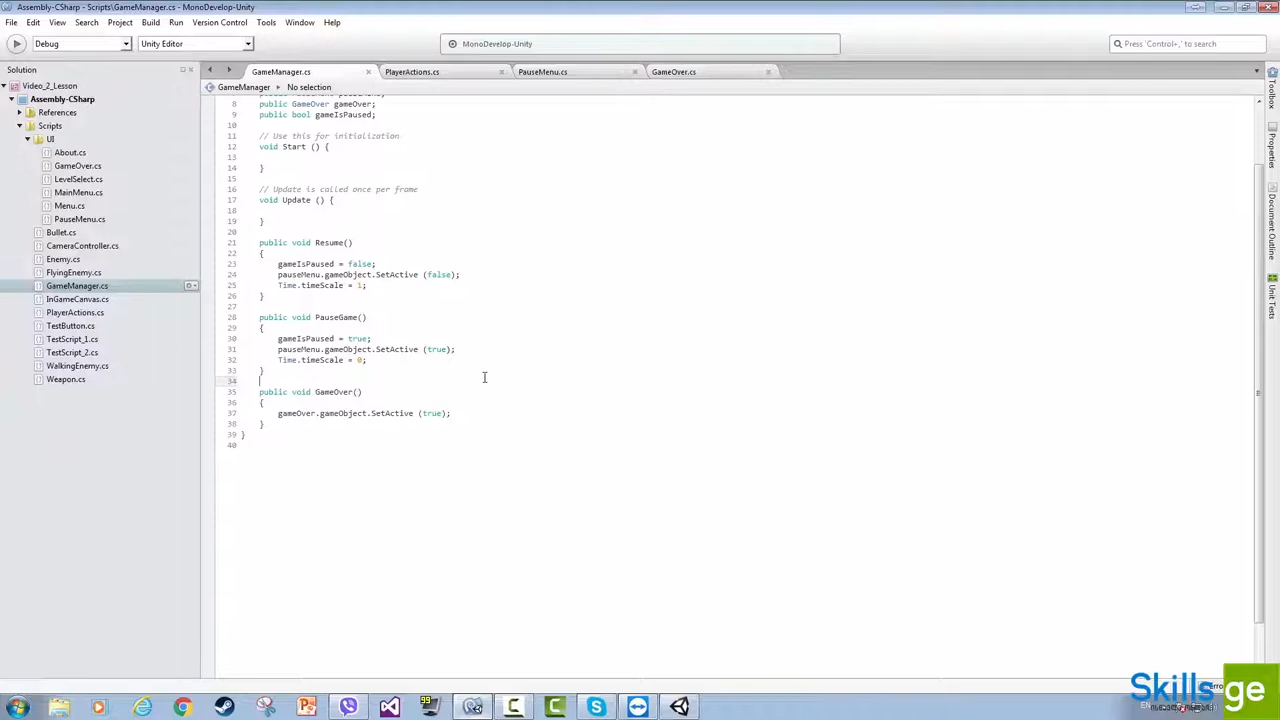 Assembly-CSharp - Scripts\GameManager.cs - MonoDevelop-Unity
File Edit View Search Project Build Run Version Control Tools Window Help
Debug
Unity Editor
MonoDevelop-Unity
Press 'Control+,' to search
Solution
Video_2_Lesson
Assembly-CSharp
References
Scripts
UI
About.cs
GameOver.cs
LevelSelect.cs
MainMenu.cs
Menu.cs
PauseMenu.cs
Bullet.cs
CameraController.cs
Enemy.cs
FlyingEnemy.cs
GameManager.cs
InGameCanvas.cs
PlayerActions.cs
TestButton.cs
TestScript_1.cs
TestScript_2.cs
WalkingEnemy.cs
Weapon.cs
GameManager.cs PlayerActions.cs PauseMenu.cs GameOver.cs
GameManager No selection
8 public GameOver gameOver;
9 public bool gameIsPaused;
10
11 // Use this for initialization
12 void Start () {
13
14 }
15
16 // Update is called once per frame
17 void Update () {
18
19 }
20
21 public void Resume()
22 {
23 gameIsPaused = false;
24 pauseMenu.gameObject.SetActive (false);
25 Time.timeScale = 1;
26 }
27
28 public void PauseGame()
29 {
30 gameIsPaused = true;
31 pauseMenu.gameObject.SetActive (true);
32 Time.timeScale = 0;
33 }
34
35 public void GameOver()
36 {
37 gameOver.gameObject.SetActive (true);
38 }
39 }
40
Toolbox
Properties
Document Outline
Unit Tests
99
Skills ge